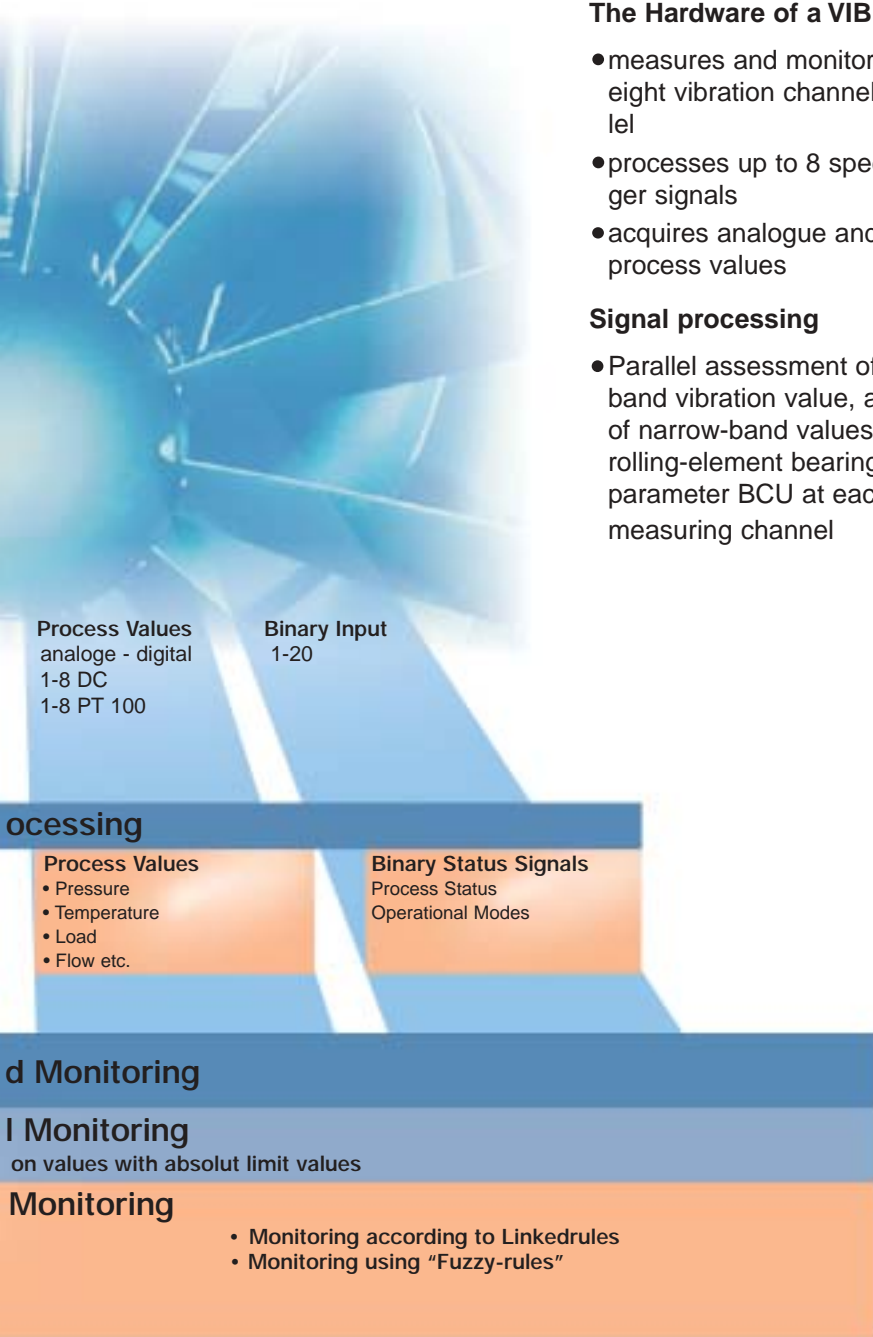 The Hardware of a VIB
•measures and monitor
eight vibration channel
lel
•processes up to 8 spe
ger signals
•acquires analogue and
process values
Signal processing
•Parallel assessment of
band vibration value, a
of narrow-band values
rolling-element bearing
parameter BCU at eac
measuring channel
Process Values
analoge - digital
1-8 DC
1-8 PT 100
Binary Input
1-20
ocessing
Process Values
• Pressure
• Temperature
• Load
• Flow etc.
Binary Status Signals
Process Status
Operational Modes
d Monitoring
l Monitoring
on values with absolut limit values
Monitoring
• Monitoring according to Linkedrules
• Monitoring using “Fuzzy-rules”